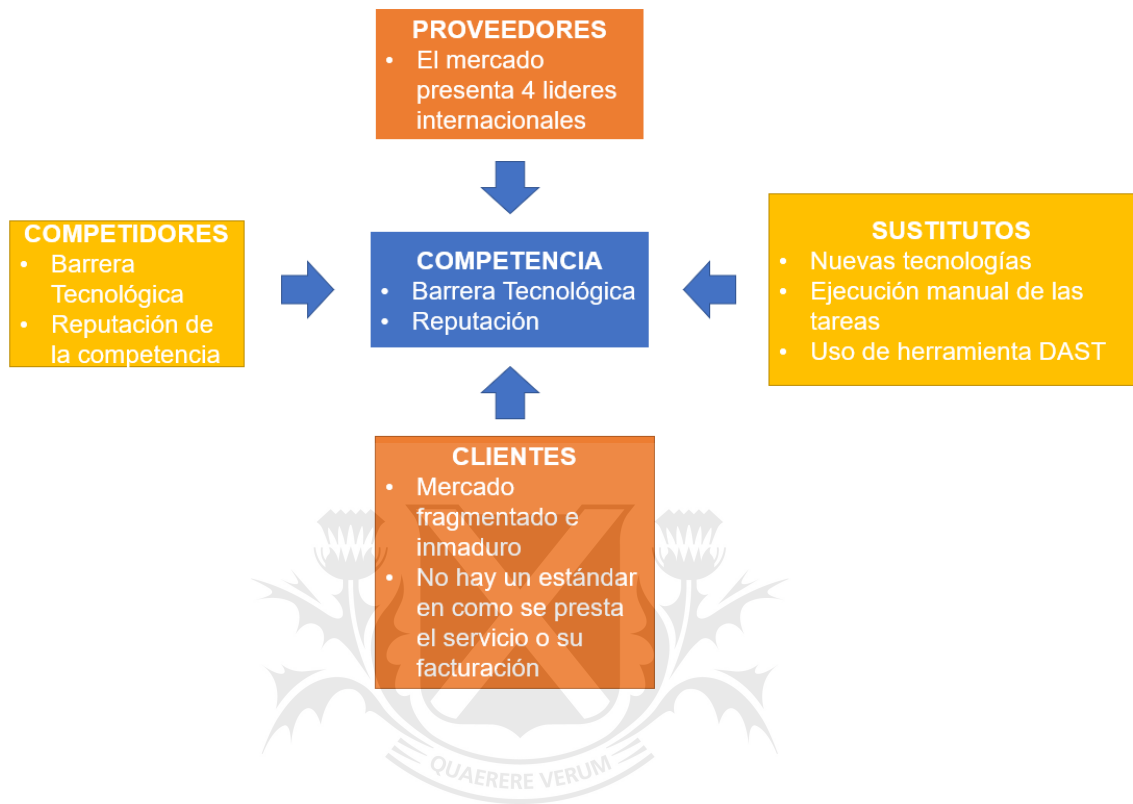 PROVEEDORES
• El mercado
presenta 4 lideres
internacionales
COMPETIDORES
• Barrera
Tecnológica
• Reputación de
la competencia
COMPETENCIA
• Barrera Tecnológica
• Reputación
SUSTITUTOS
• Nuevas tecnologías
• Ejecución manual de las
tareas
• Uso de herramienta DAST
CLIENTES
• Mercado
fragmentado e
inmaduro
• No hay un estándar
en como se presta
el servicio o su
facturación
QUAERERE VERUM